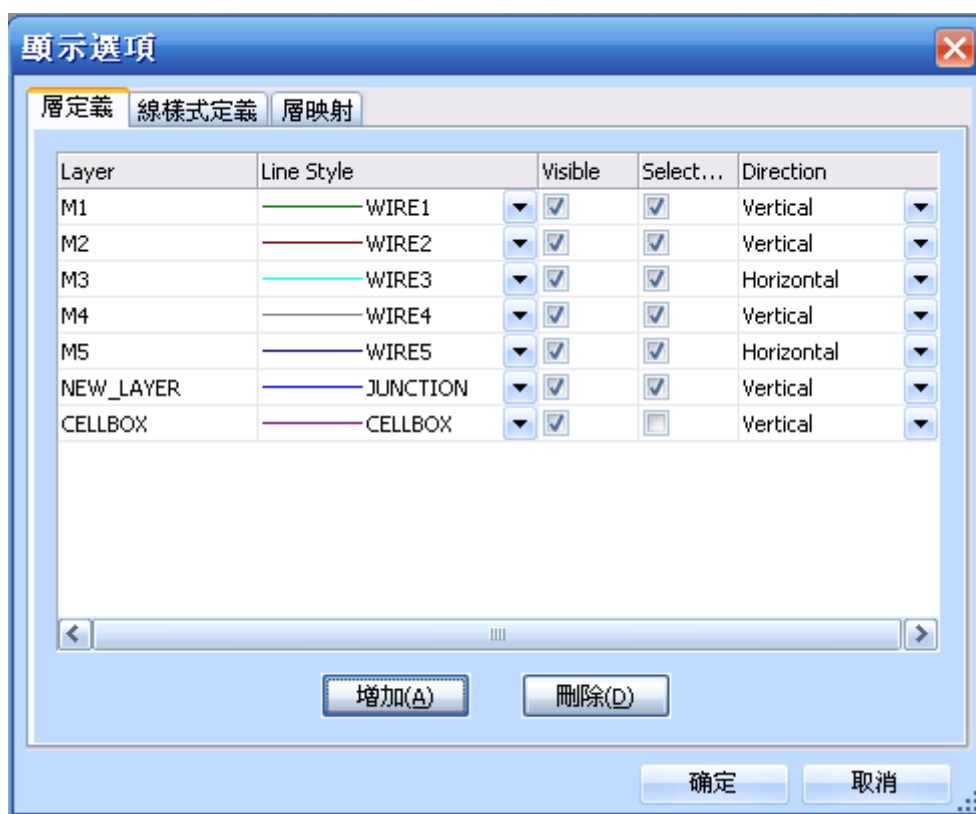 顯示選項
層定義 線樣式定義 層映射
Layer Line Style Visible Select... Direction
M1 WIRE1 Vertical
M2 WIRE2 Vertical
M3 WIRE3 Horizontal
M4 WIRE4 Vertical
M5 WIRE5 Horizontal
NEW_LAYER JUNCTION Vertical
CELLBOX CELLBOX Vertical
增加(A) 刪除(D)
确定 取消